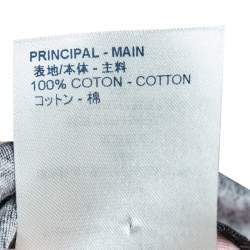 PRINCIPAL - MAIN
表地/本体 - 主料
100% COTON - COTTON
コットン - 棉